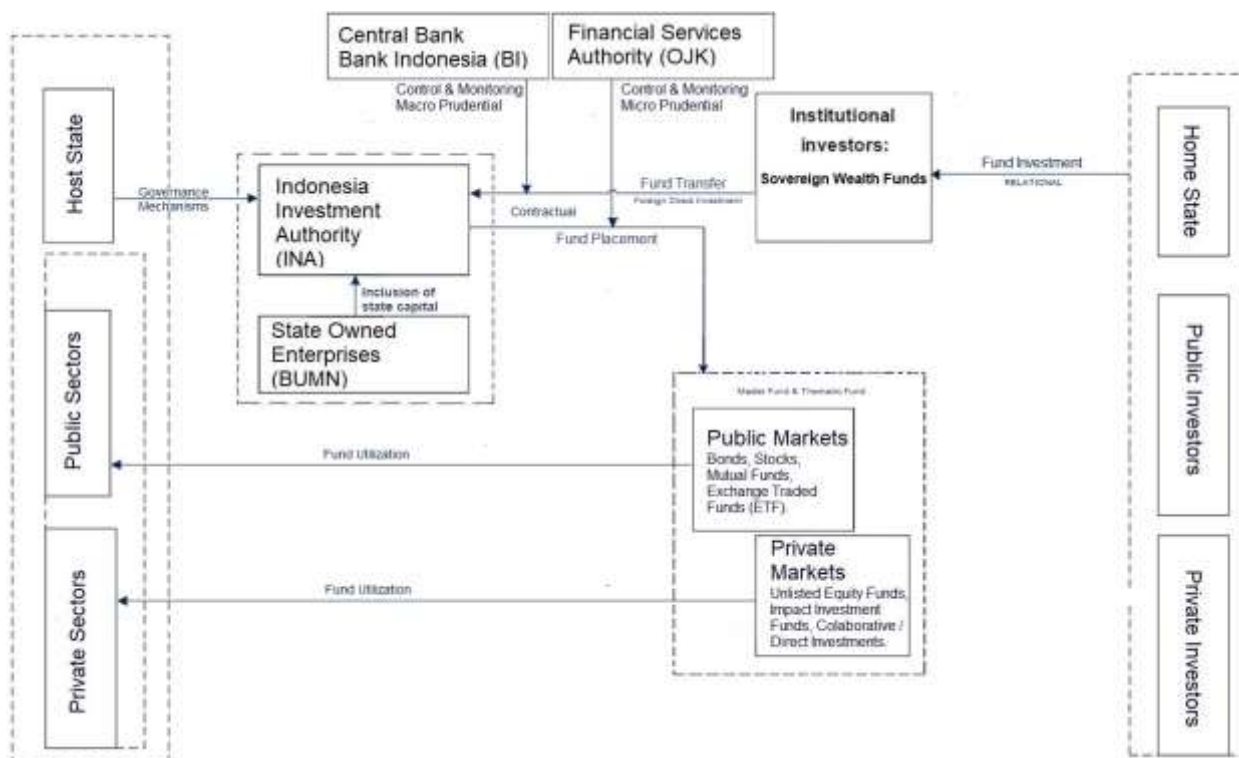 Central Bank
Bank Indonesia (BI)
Financial Services
Authority (OJK)
Control & Monitoring
Macro Prudential
Control & Monitoring
Micro Prudential
Host State
Governance
Mechanisms
Indonesia
Investment
Authority
(INA)
Inclusion of
state capital
State Owned
Enterprises
(BUMN)
Fund Transfer
Foreign Direct Investment
Contractual
Fund Placement
Institutional
investors:
Sovereign Wealth Funds
Fund Investment
RELATIONAL
Home State
Public Investors
Private Investors
Public Sectors
Private Sectors
Fund Utilization
Fund Utilization
Master Fund & Thematic Fund
Public Markets
Bonds, Stocks,
Mutual Funds,
Exchange Traded
Funds (ETF)
Private
Markets
Unlisted Equity Funds,
Impact Investment
Funds, Colaborative /
Direct Investments.